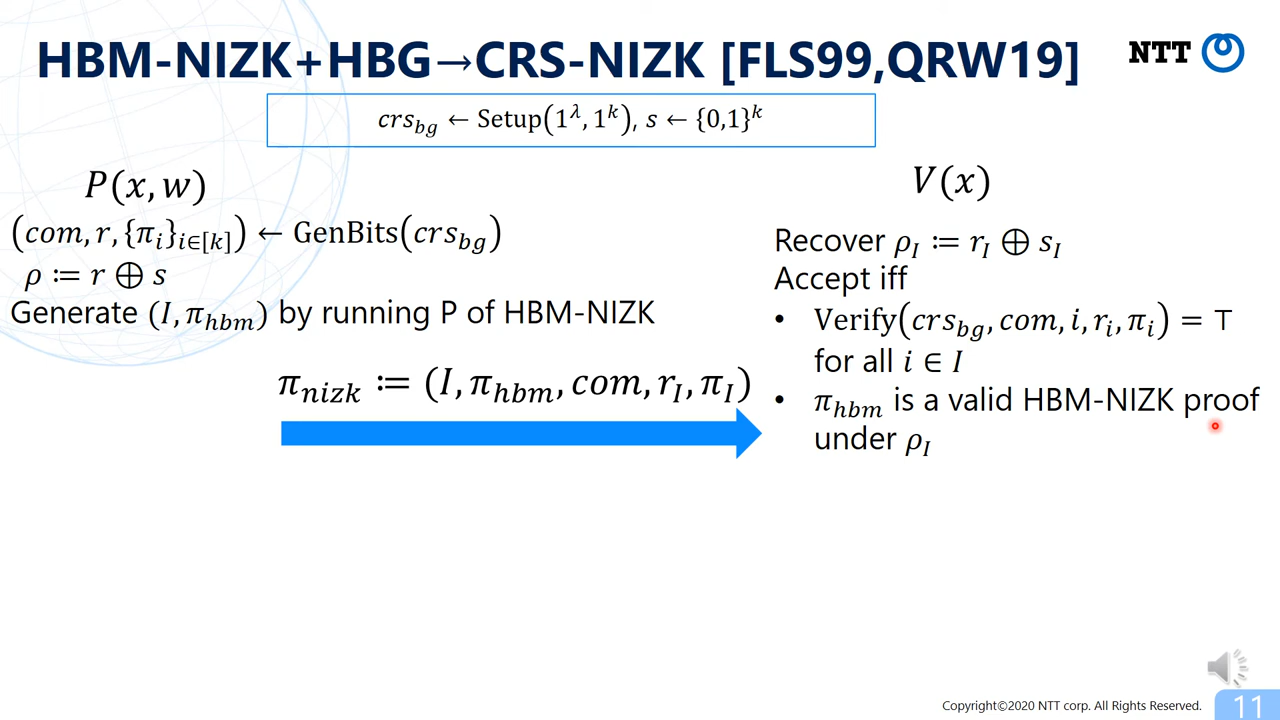 HBM-NIZK+HBG→CRS-NIZK [FLS99,QRW19]
NTT
crs_bg ← Setup(1^λ, 1^k), s ← {0,1}^k
P(x, w)
(com, r, {π_i}_{i∈[k]}) ← GenBits(crs_bg)
ρ ≔ r ⊕ s
Generate (I, π_hbm) by running P of HBM-NIZK
π_nizk ≔ (I, π_hbm, com, r_I, π_I)
V(x)
Recover ρ_I ≔ r_I ⊕ s_I
Accept iff
• Verify(crs_bg, com, i, r_i, π_i) = ⊤
for all i ∈ I
• π_hbm is a valid HBM-NIZK proof
under ρ_I
Copyright©2020 NTT corp. All Rights Reserved.
11